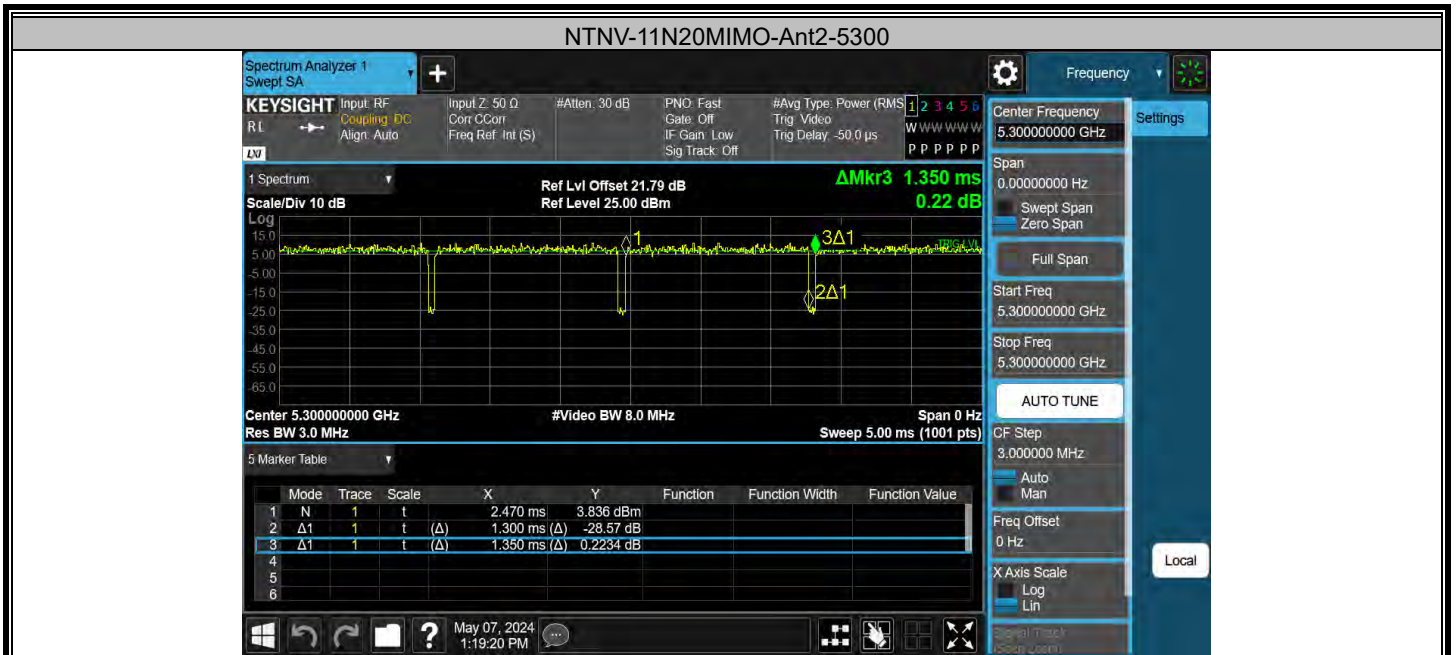 NTNV-11N20MIMO-Ant2-5300
Spectrum Analyzer 1
Swept SA
Frequency
KEYSIGHT
RL
LXI
Input: RF
Coupling: DC
Align: Auto
Input Z: 50 Ω
Corr CCorr
Freq Ref: Int (S)
#Atten: 30 dB
PNO: Fast
Gate: Off
IF Gain: Low
Sig Track: Off
#Avg Type: Power (RMS
Trig: Video
Trig Delay: -50.0 µs
1 2 3 4 5 6
W W W W W W
P P P P P P
1 Spectrum
Scale/Div 10 dB
Ref Lvl Offset 21.79 dB
Ref Level 25.00 dBm
ΔMkr3 1.350 ms
0.22 dB
Log
15.0
5.00
-5.00
-15.0
-25.0
-35.0
-45.0
-55.0
-65.0
1
3Δ1
2Δ1
TRIG LVL
Center 5.300000000 GHz
Res BW 3.0 MHz
#Video BW 8.0 MHz
Span 0 Hz
Sweep 5.00 ms (1001 pts)
5 Marker Table
Mode Trace Scale X Y Function Function Width Function Value
1 N 1 t 2.470 ms 3.836 dBm
2 Δ1 1 t (Δ) 1.300 ms (Δ) -28.57 dB
3 Δ1 1 t (Δ) 1.350 ms (Δ) 0.2234 dB
4
5
6
May 07, 2024
1:19:20 PM
Center Frequency
5.300000000 GHz
Settings
Span
0.00000000 Hz
Swept Span
Zero Span
Full Span
Start Freq
5.300000000 GHz
Stop Freq
5.300000000 GHz
AUTO TUNE
CF Step
3.000000 MHz
Auto
Man
Freq Offset
0 Hz
X Axis Scale
Log
Lin
Local
Signal Track
(Span Zoom)